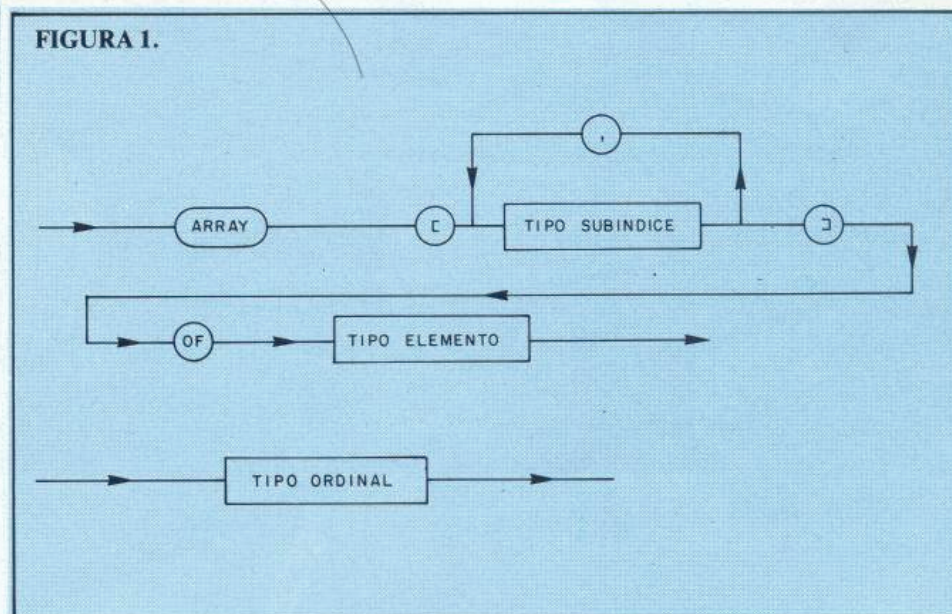 FIGURA 1.
,
ARRAY [ TIPO SUBINDICE ]
OF TIPO ELEMENTO
TIPO ORDINAL